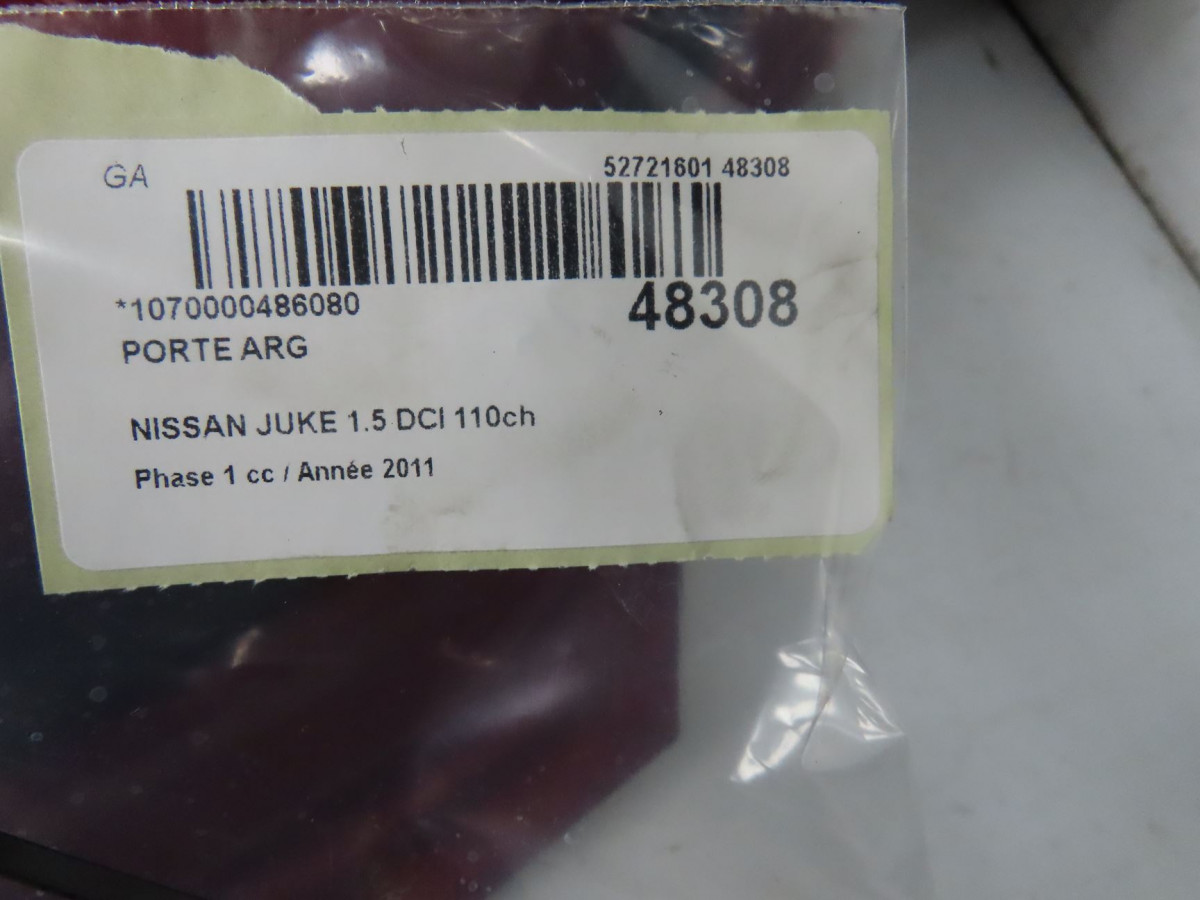 GA
52721601 48308
*1070000486080
48308
PORTE ARG
NISSAN JUKE 1.5 DCI 110ch
Phase 1 cc / Année 2011